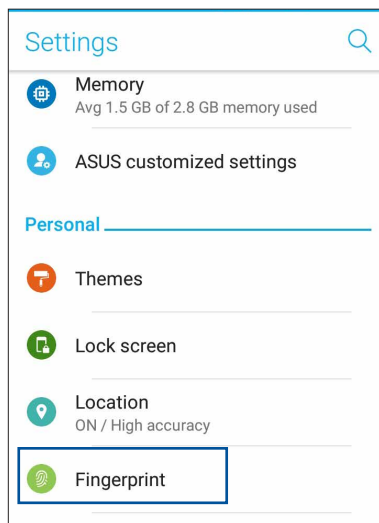 Settings
Memory
Avg 1.5 GB of 2.8 GB memory used
ASUS customized settings
Personal
Themes
Lock screen
Location
ON / High accuracy
Fingerprint